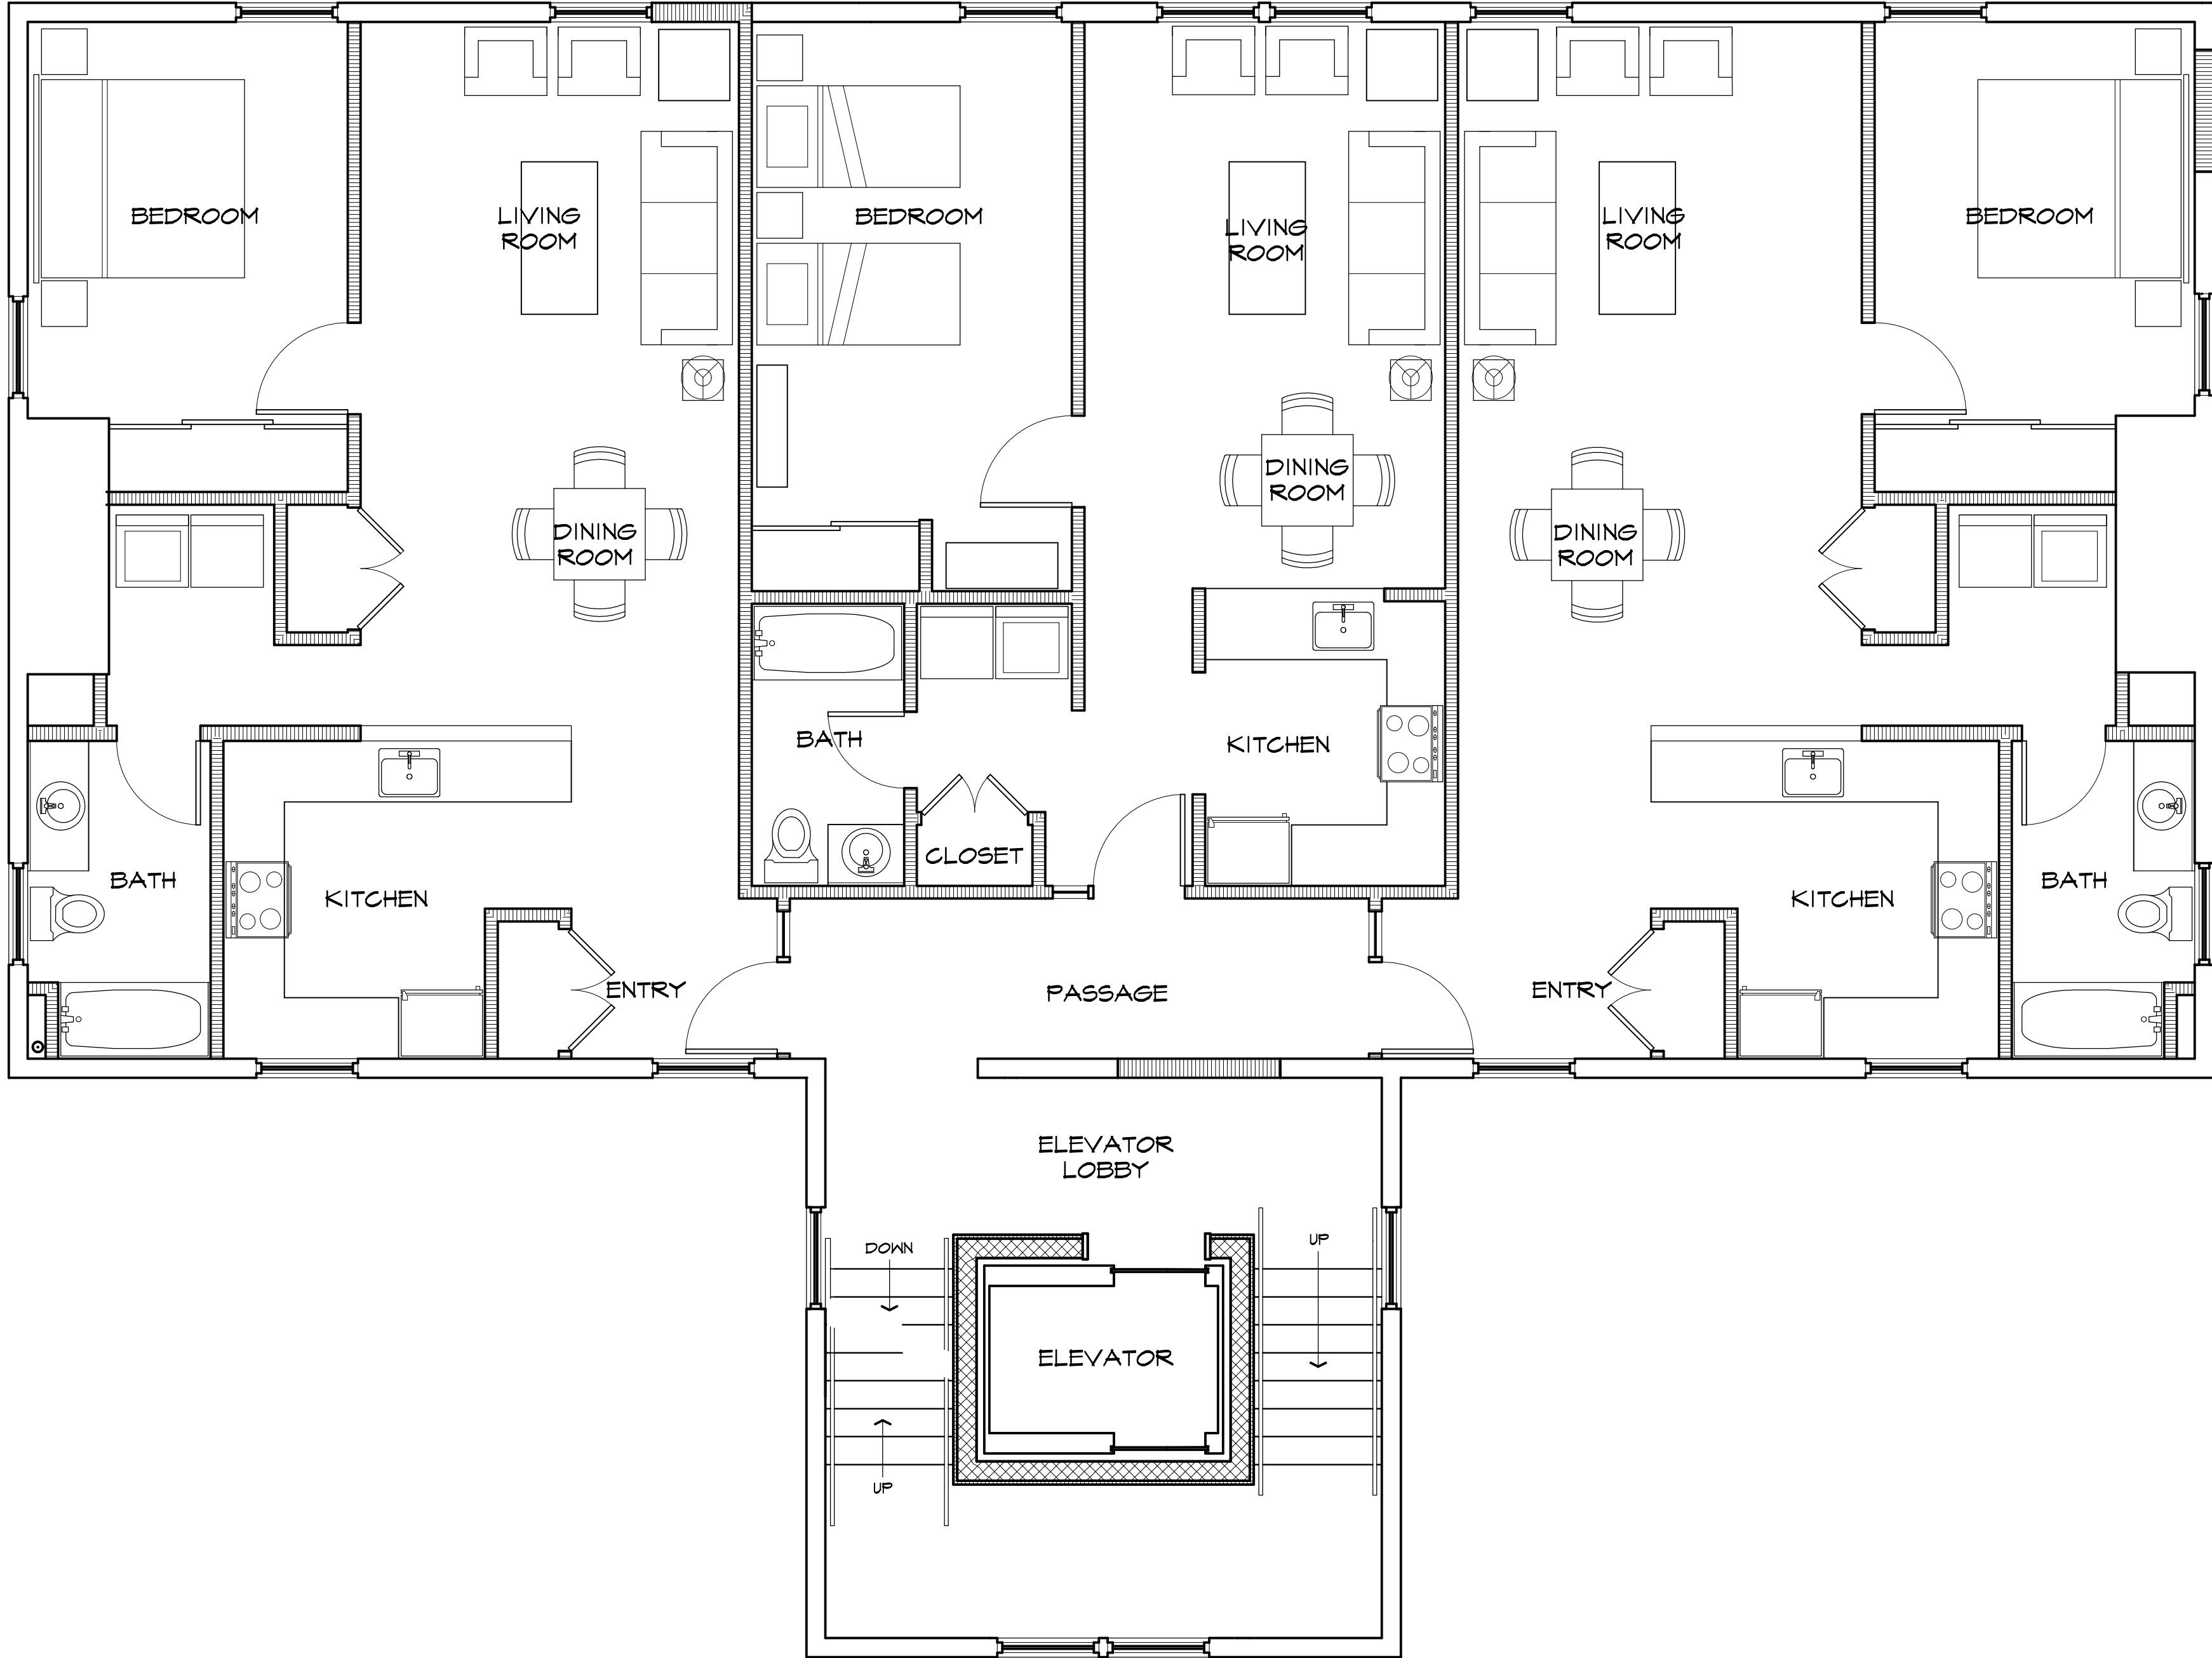 BEDROOM
LIVING
ROOM
BEDROOM
LIVING
ROOM
LIVING
ROOM
BEDROOM
DINING
ROOM
DINING
ROOM
DINING
ROOM
BATH
KITCHEN
CLOSET
BATH
KITCHEN
KITCHEN
BATH
ENTRY
PASSAGE
ENTRY
ELEVATOR
LOBBY
DOWN
UP
ELEVATOR
UP